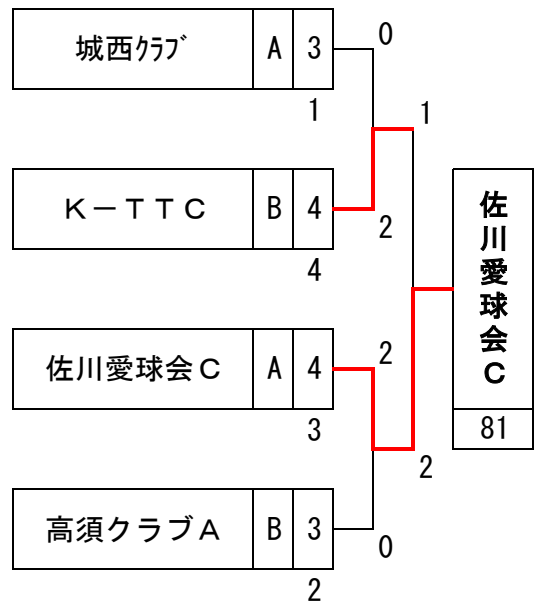 城西ｸﾗﾌﾞ A 3 0
1 1
Ｋ－ＴＴＣ B 4 2
4
佐川愛球会Ｃ A 4 2
3 2
高須クラブＡ B 3 0
2
佐川愛球会Ｃ
81